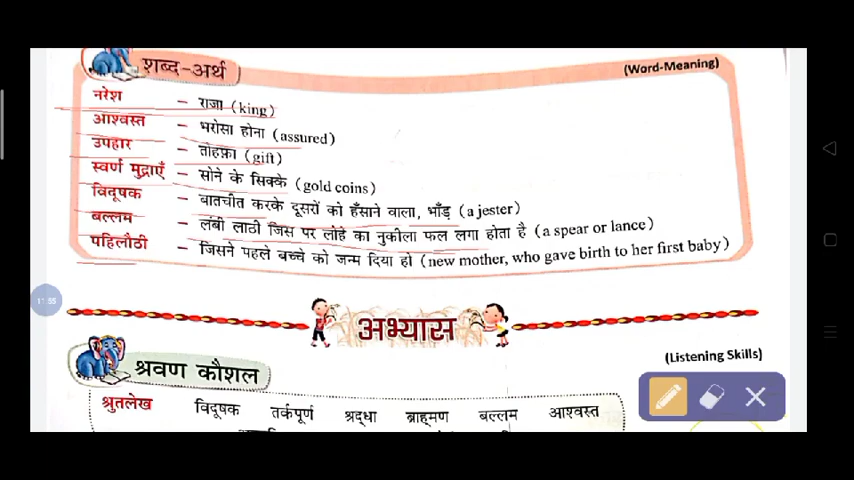 शब्द-अर्थ
(Word-Meaning)
नरेश – राजा (king)
आश्वस्त – भरोसा होना (assured)
उपहार – तोहफ़ा (gift)
स्वर्ण मुद्राएँ – सोने के सिक्के (gold coins)
विदूषक – बातचीत करके दूसरों को हँसाने वाला, भाँड़ (a jester)
बल्लम – लंबी लाठी जिस पर लोहे का नुकीला फल लगा होता है (a spear or lance)
पहिलौठी – जिसने पहले बच्चे को जन्म दिया हो (new mother, who gave birth to her first baby)
11:55
अभ्यास
श्रवण कौशल
(Listening Skills)
श्रुतलेख विदूषक तर्कपूर्ण श्रद्धा ब्राह्मण बल्लम आश्वस्त